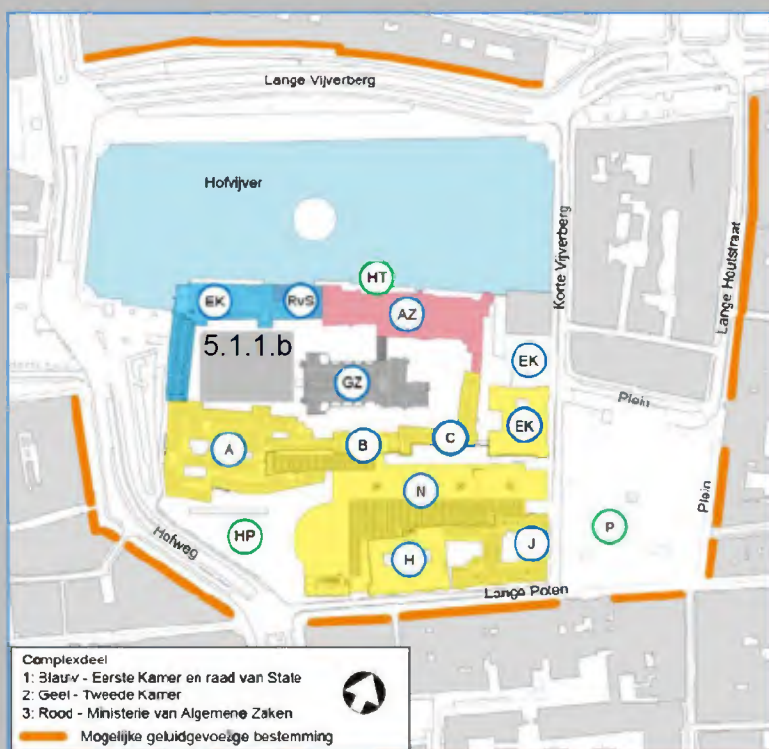 Lange Vijverberg
Hofvijver
Korte Vijverberg
Lange Houtstraat
HT
EK
RvS
AZ
5.1.1.b
GZ
EK
Plein
EK
A
B
C
N
Plein
HP
P
Hofweg
H
J
Lange Poten
Complexdeel
1: Blauw - Eerste Kamer en raad van State
2: Geel - Tweede Kamer
3: Rood - Ministerie van Algemene Zaken
Mogelijke geluidgevoelige bestemming